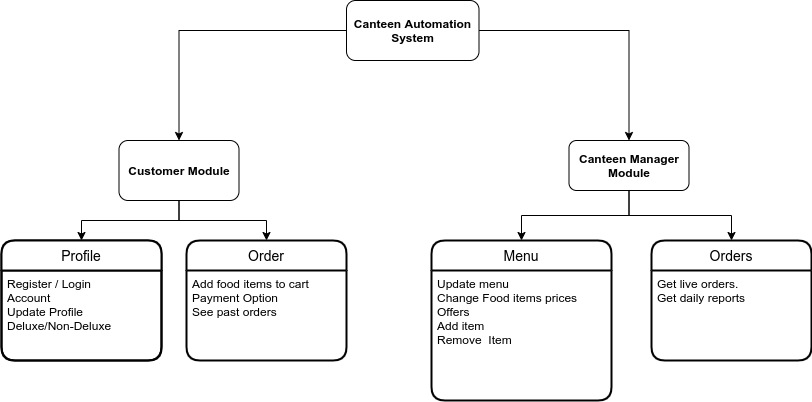 Canteen Automation
System
Customer Module
Canteen Manager
Module
Profile
Register / Login
Account
Update Profile
Deluxe/Non-Deluxe
Order
Add food items to cart
Payment Option
See past orders
Menu
Update menu
Change Food items prices
Offers
Add item
Remove  Item
Orders
Get live orders.
Get daily reports